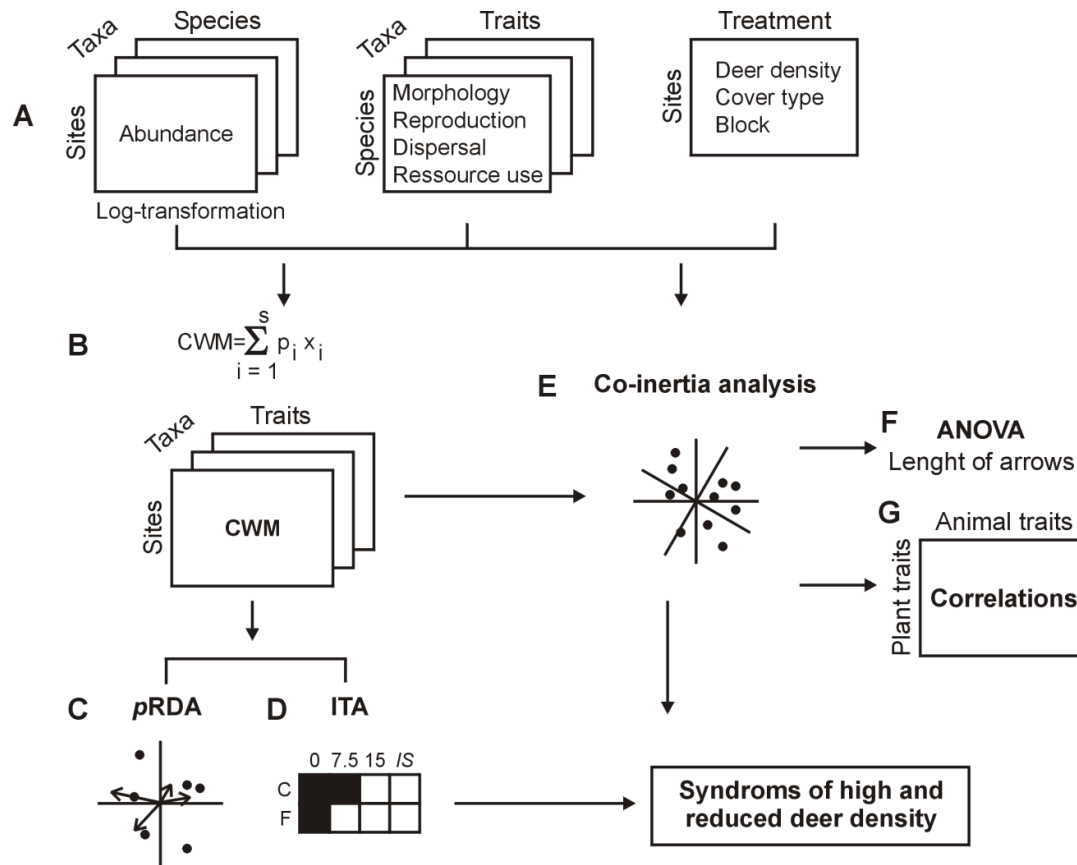 A
Taxa
Species
Sites
Abundance
Log-transformation
Taxa
Traits
Species
Morphology
Reproduction
Dispersal
Ressource use
Treatment
Sites
Deer density
Cover type
Block
B
s
CWM=∑ pi xi
i = 1
Taxa
Traits
Sites
CWM
C
pRDA
D
ITA
0 7.5 15 IS
C
F
E
Co-inertia analysis
F
ANOVA
Lenght of arrows
G
Animal traits
Plant traits
Correlations
Syndroms of high and
reduced deer density